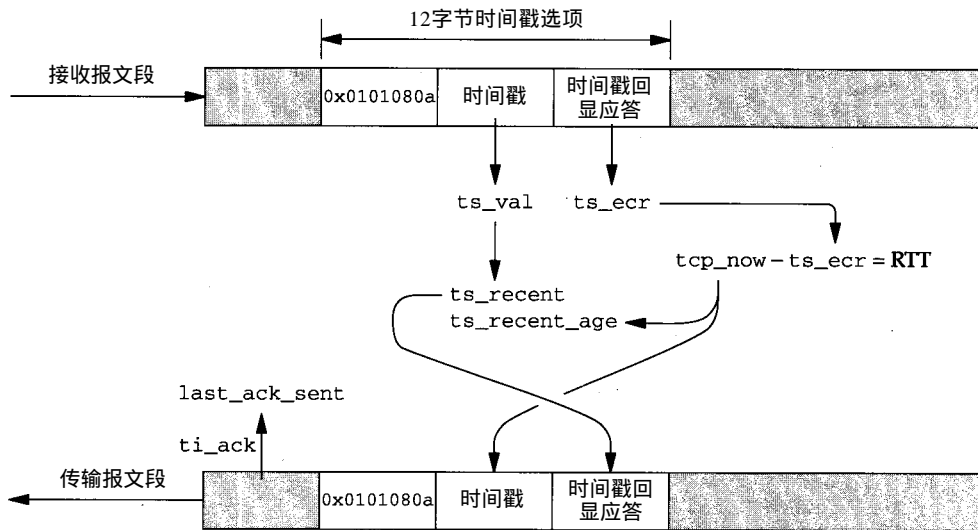 12字节时间戳选项
接收报文段
0x0101080a
时间戳
时间戳回
显应答
ts_val
ts_ecr
tcp_now－ts_ecr＝RTT
ts_recent
ts_recent_age
last_ack_sent
ti_ack
传输报文段
0x0101080a
时间戳
时间戳回
显应答